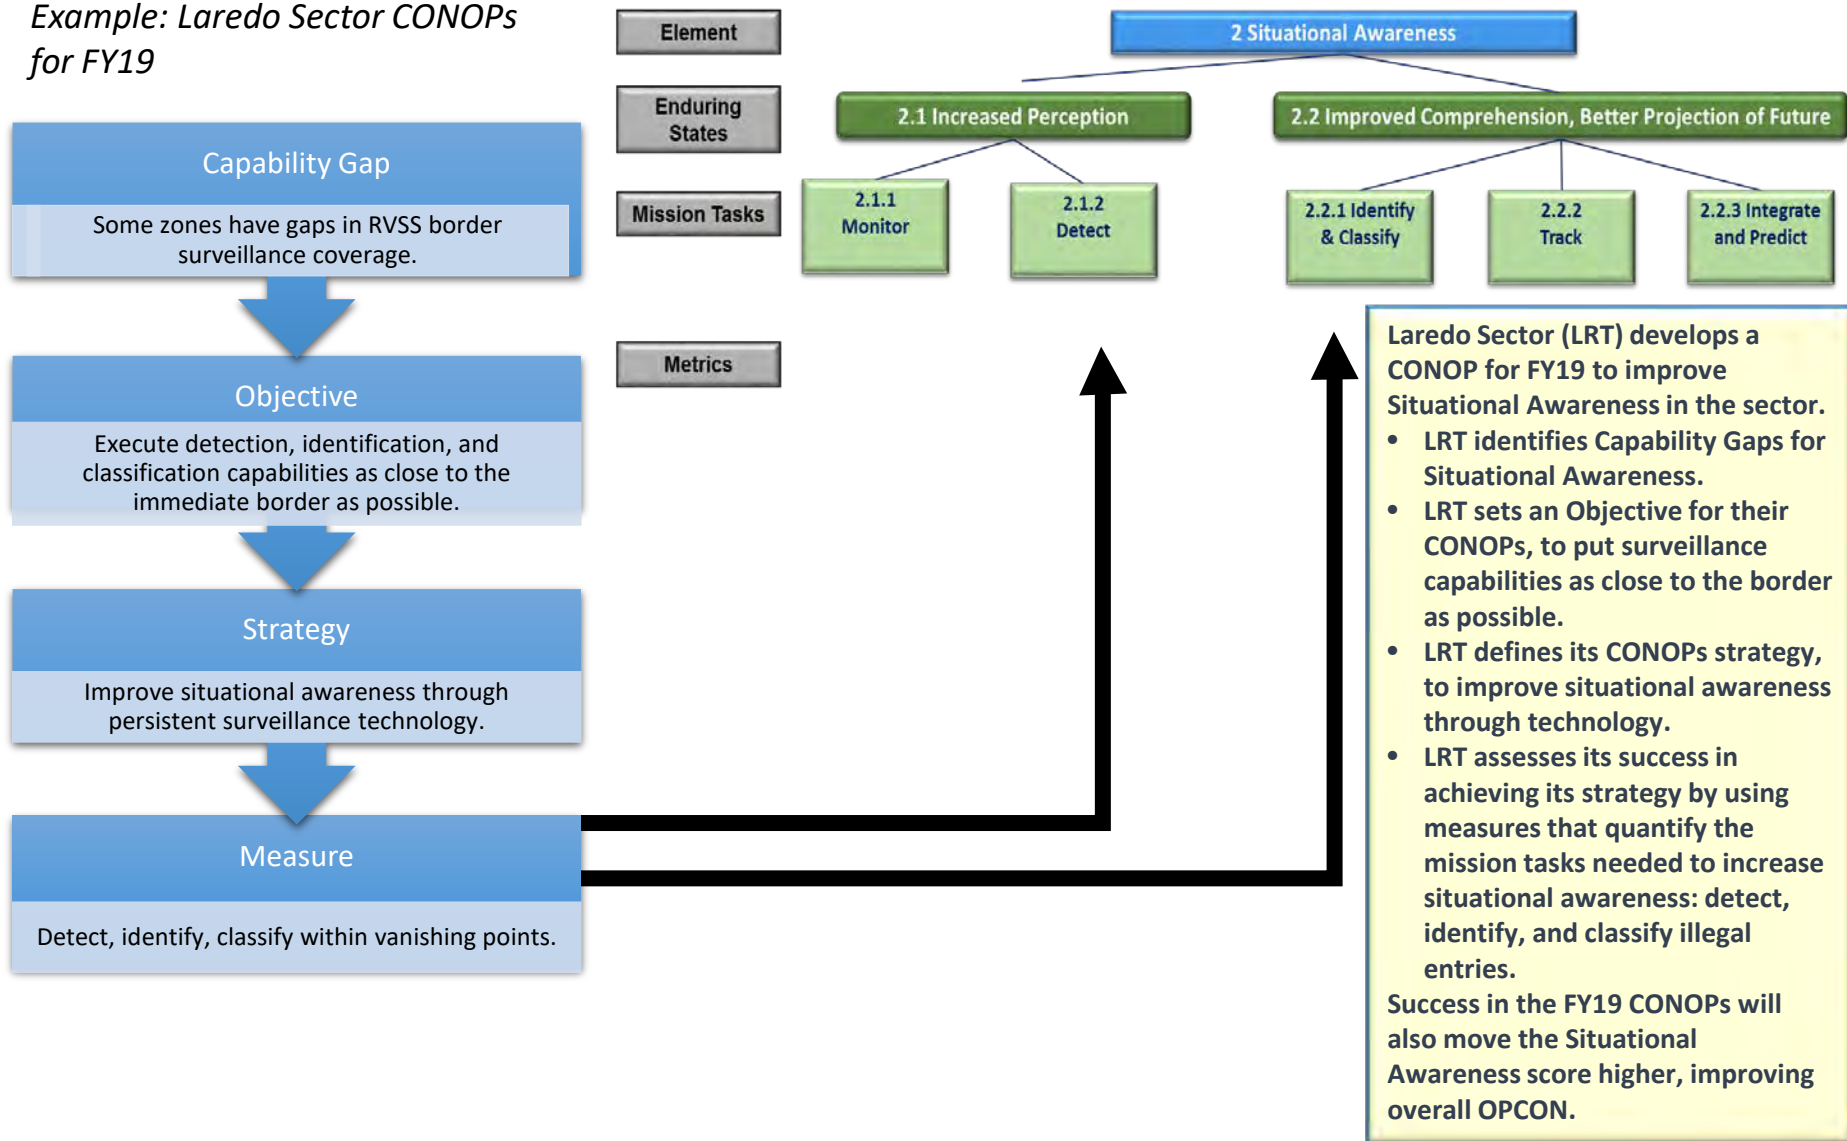 Example: Laredo Sector CONOPs
for FY19
Capability Gap
Some zones have gaps in RVSS border
surveillance coverage.
Objective
Execute detection, identification, and
classification capabilities as close to the
immediate border as possible.
Strategy
Improve situational awareness through
persistent surveillance technology.
Measure
Detect, identify, classify within vanishing points.
Element
2 Situational Awareness
Enduring
States
2.1 Increased Perception
2.2 Improved Comprehension, Better Projection of Future
Mission Tasks
2.1.1
Monitor
2.1.2
Detect
2.2.1 Identify
& Classify
2.2.2
Track
2.2.3 Integrate
and Predict
Metrics
Laredo Sector (LRT) develops a
CONOP for FY19 to improve
Situational Awareness in the sector.
• LRT identifies Capability Gaps for
Situational Awareness.
• LRT sets an Objective for their
CONOPs, to put surveillance
capabilities as close to the border
as possible.
• LRT defines its CONOPs strategy,
to improve situational awareness
through technology.
• LRT assesses its success in
achieving its strategy by using
measures that quantify the
mission tasks needed to increase
situational awareness: detect,
identify, and classify illegal
entries.
Success in the FY19 CONOPs will
also move the Situational
Awareness score higher, improving
overall OPCON.